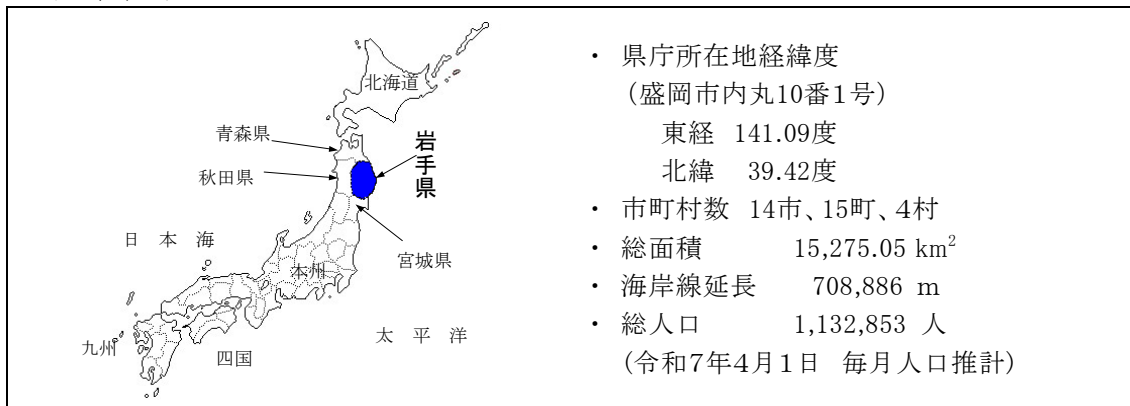 北海道
青森県
岩手県
秋田県
日 本 海
宮城県
本州
太 平 洋
九州
四国
・ 県庁所在地経緯度
(盛岡市内丸10番1号)
東経 141.09度
北緯 39.42度
・ 市町村数 14市、15町、4村
・ 総面積 15,275.05 km²
・ 海岸線延長 708,886 m
・ 総人口 1,132,853 人
(令和7年4月1日 毎月人口推計)